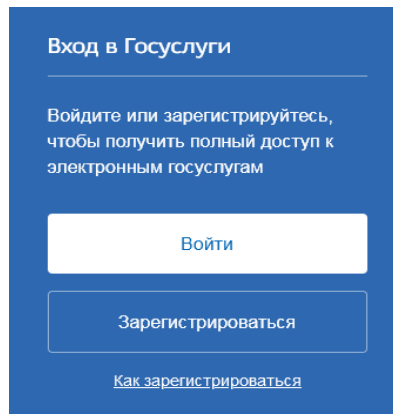 Вход в Госуслуги
Войдите или зарегистрируйтесь,
чтобы получить полный доступ к
электронным госуслугам
Войти
Зарегистрироваться
Как зарегистрироваться